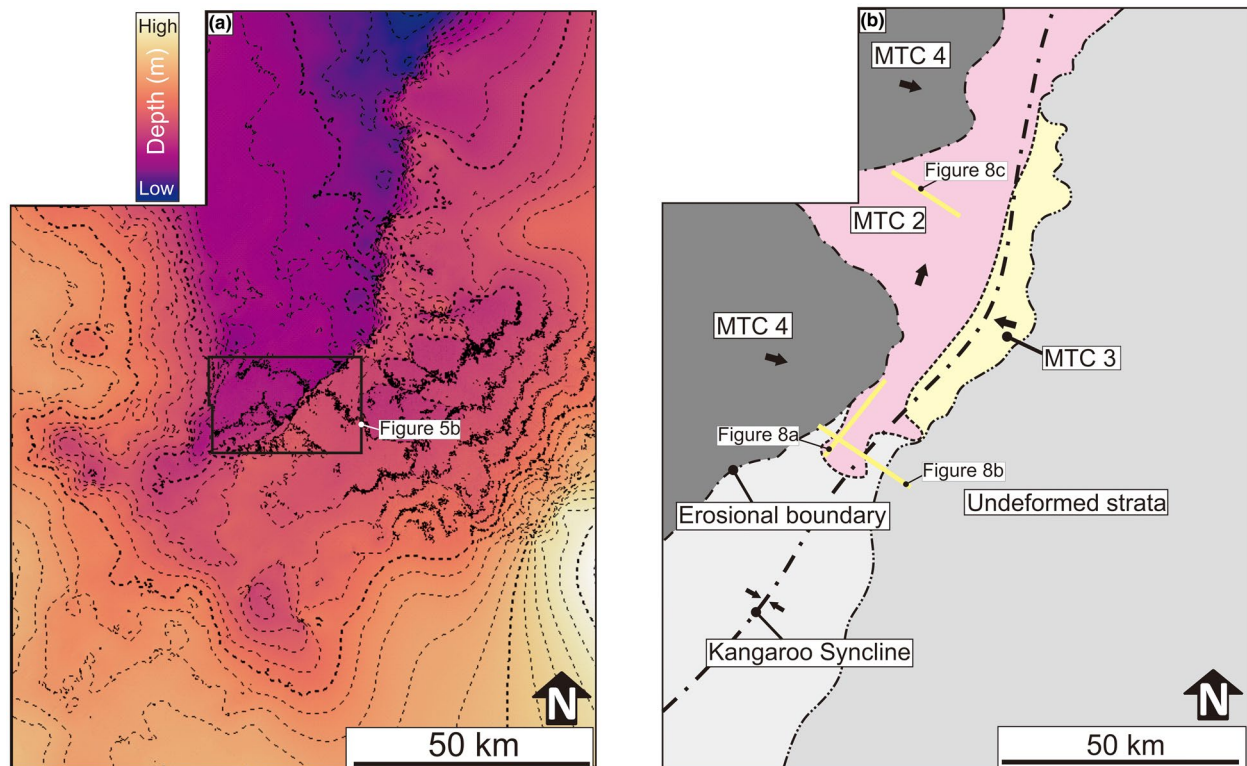 (a)
High
Depth (m)
Low
Figure 5b
N
50 km
(b)
MTC 4
Figure 8c
MTC 2
MTC 4
MTC 3
Figure 8a
Figure 8b
Erosional boundary
Undeformed strata
Kangaroo Syncline
N
50 km